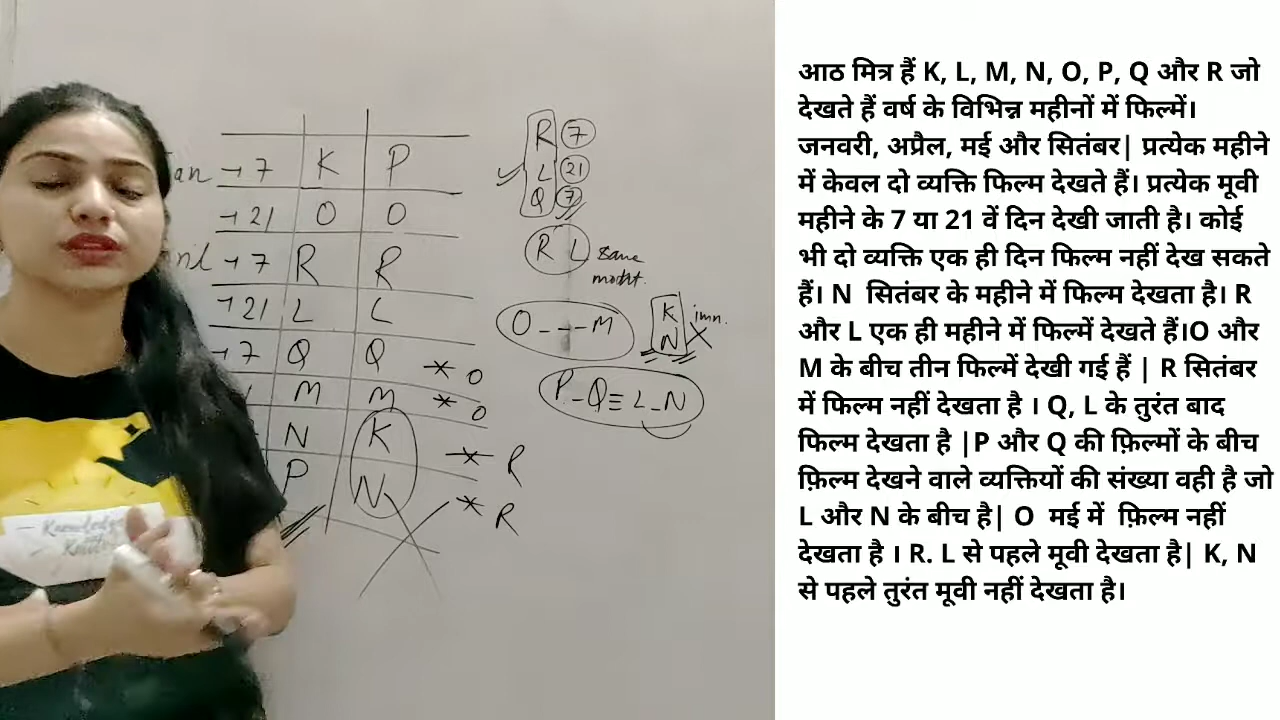 an → 7 K P
→ 21 O O
ril → 7 R R
→ 21 L L
→ 7 Q Q * O
M M * O
N K * R
P N * R
R 7
L 21
Q 7
R L same
O - - - M
K imm.
N
P - Q ≡ L - N
Knowledge
आठ मित्र हैं K, L, M, N, O, P, Q और R जो
देखते हैं वर्ष के विभिन्न महीनों में फिल्में।
जनवरी, अप्रैल, मई और सितंबर| प्रत्येक महीने
में केवल दो व्यक्ति फिल्म देखते हैं। प्रत्येक मूवी
महीने के 7 या 21 वें दिन देखी जाती है। कोई
भी दो व्यक्ति एक ही दिन फिल्म नहीं देख सकते
हैं। N सितंबर के महीने में फिल्म देखता है। R
और L एक ही महीने में फिल्में देखते हैं।O और
M के बीच तीन फिल्में देखी गई हैं | R सितंबर
में फिल्म नहीं देखता है । Q, L के तुरंत बाद
फिल्म देखता है |P और Q की फ़िल्मों के बीच
फ़िल्म देखने वाले व्यक्तियों की संख्या वही है जो
L और N के बीच है| O मई में फ़िल्म नहीं
देखता है । R. L से पहले मूवी देखता है| K, N
से पहले तुरंत मूवी नहीं देखता है।